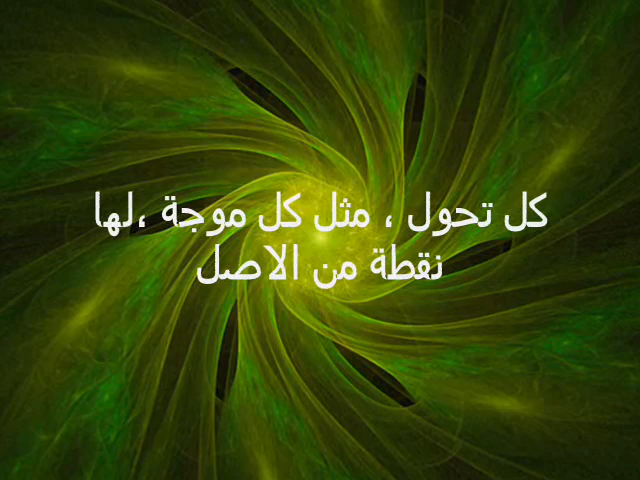 كل تحول ، مثل كل موجة ،لها
نقطة من الاصل